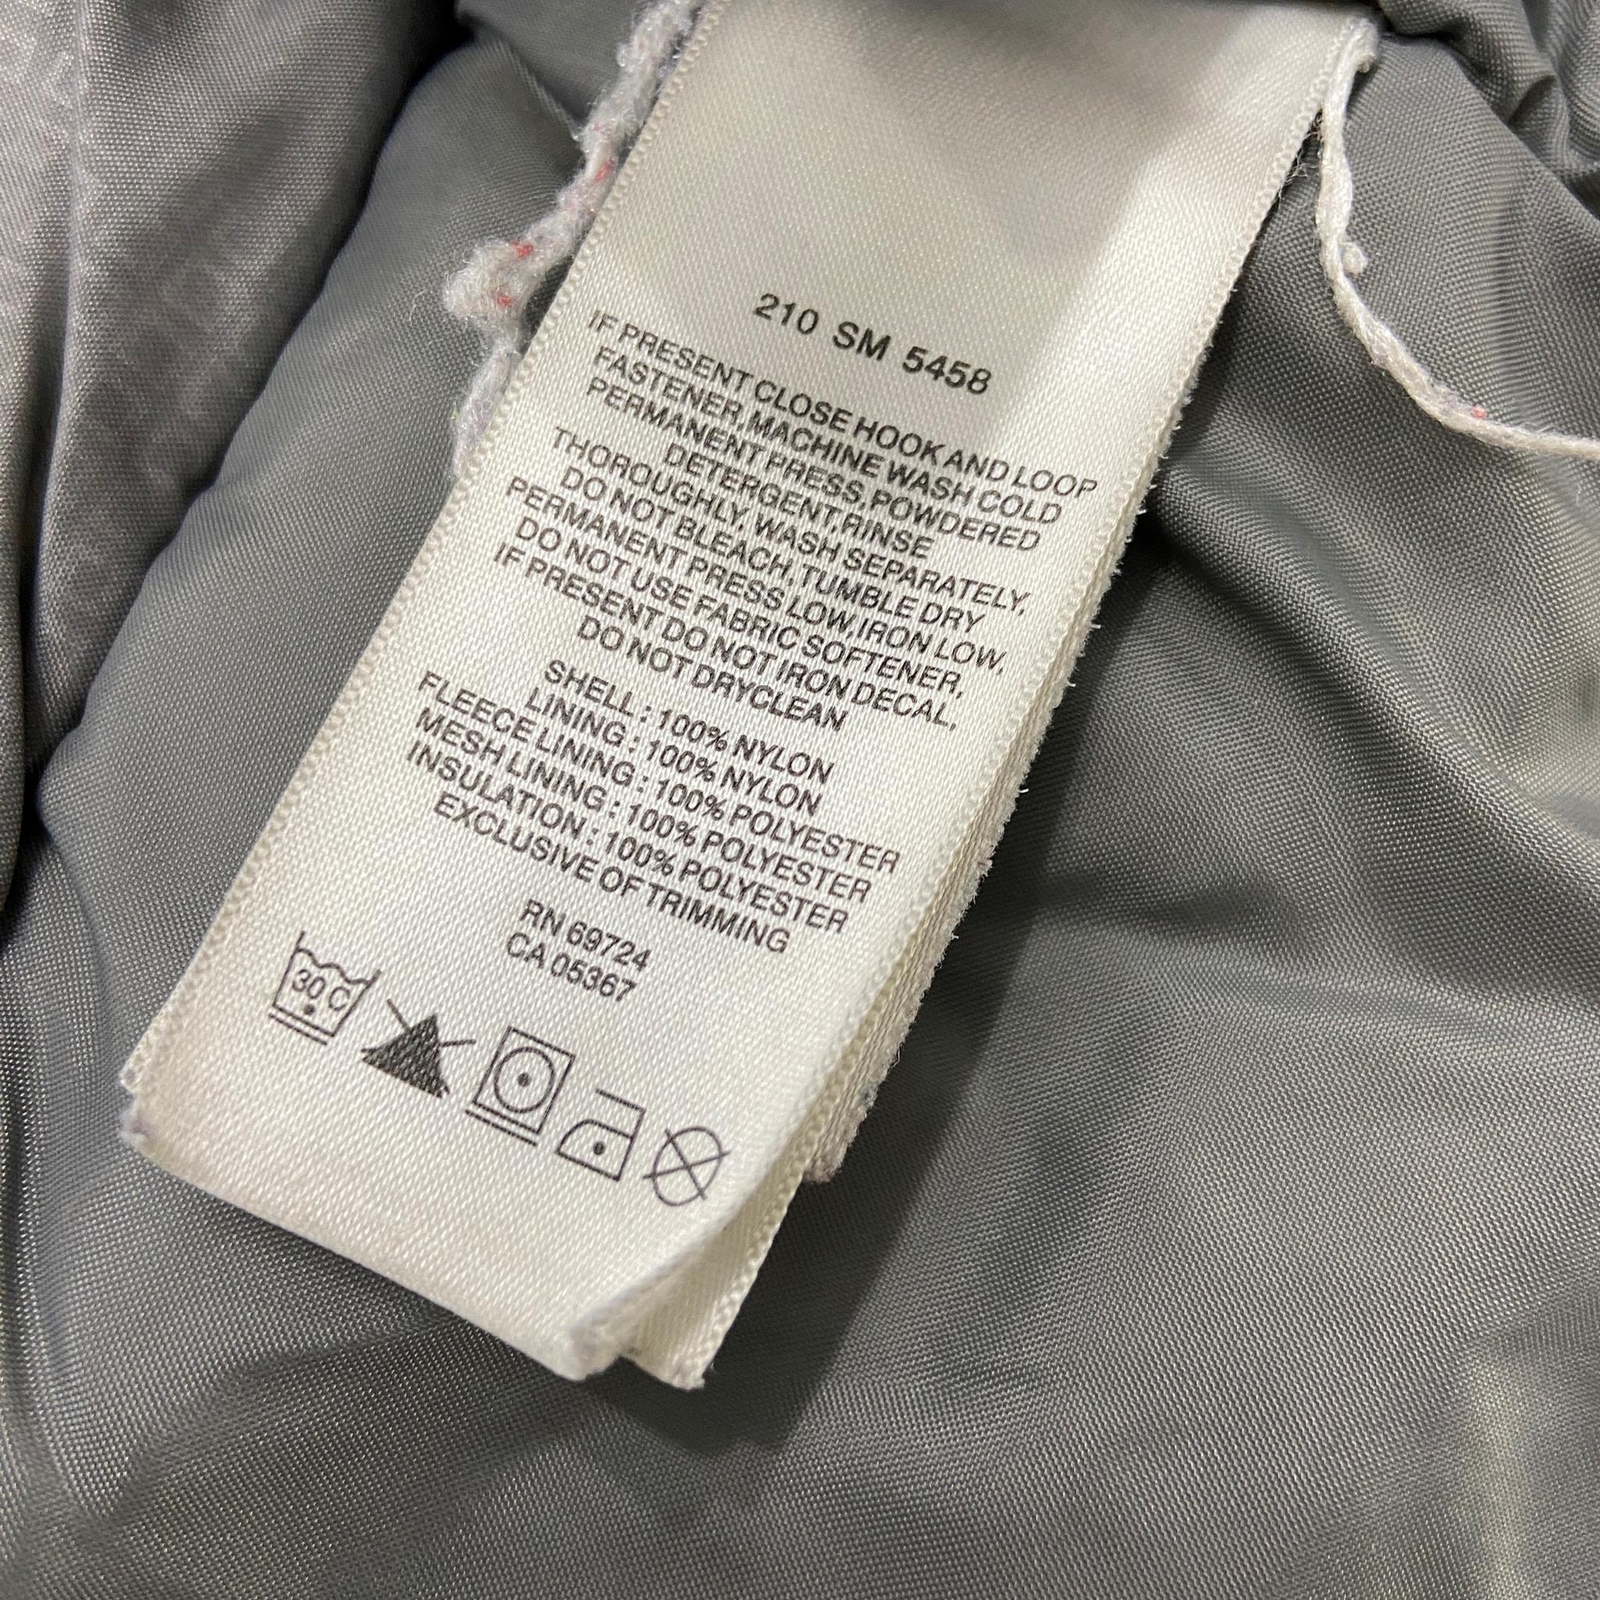 210 SM 5458
IF PRESENT CLOSE HOOK AND LOOP
FASTENER,MACHINE WASH COLD
PERMANENT PRESS,POWDERED
DETERGENT,RINSE
THOROUGHLY, WASH SEPARATELY,
DO NOT BLEACH,TUMBLE DRY
PERMANENT PRESS LOW,IRON LOW,
DO NOT USE FABRIC SOFTENER,
IF PRESENT DO NOT IRON DECAL,
DO NOT DRYCLEAN
SHELL : 100% NYLON
LINING : 100% NYLON
FLEECE LINING : 100% POLYESTER
MESH LINING : 100% POLYESTER
INSULATION : 100% POLYESTER
EXCLUSIVE OF TRIMMING
RN 69724
CA 05367
30 C